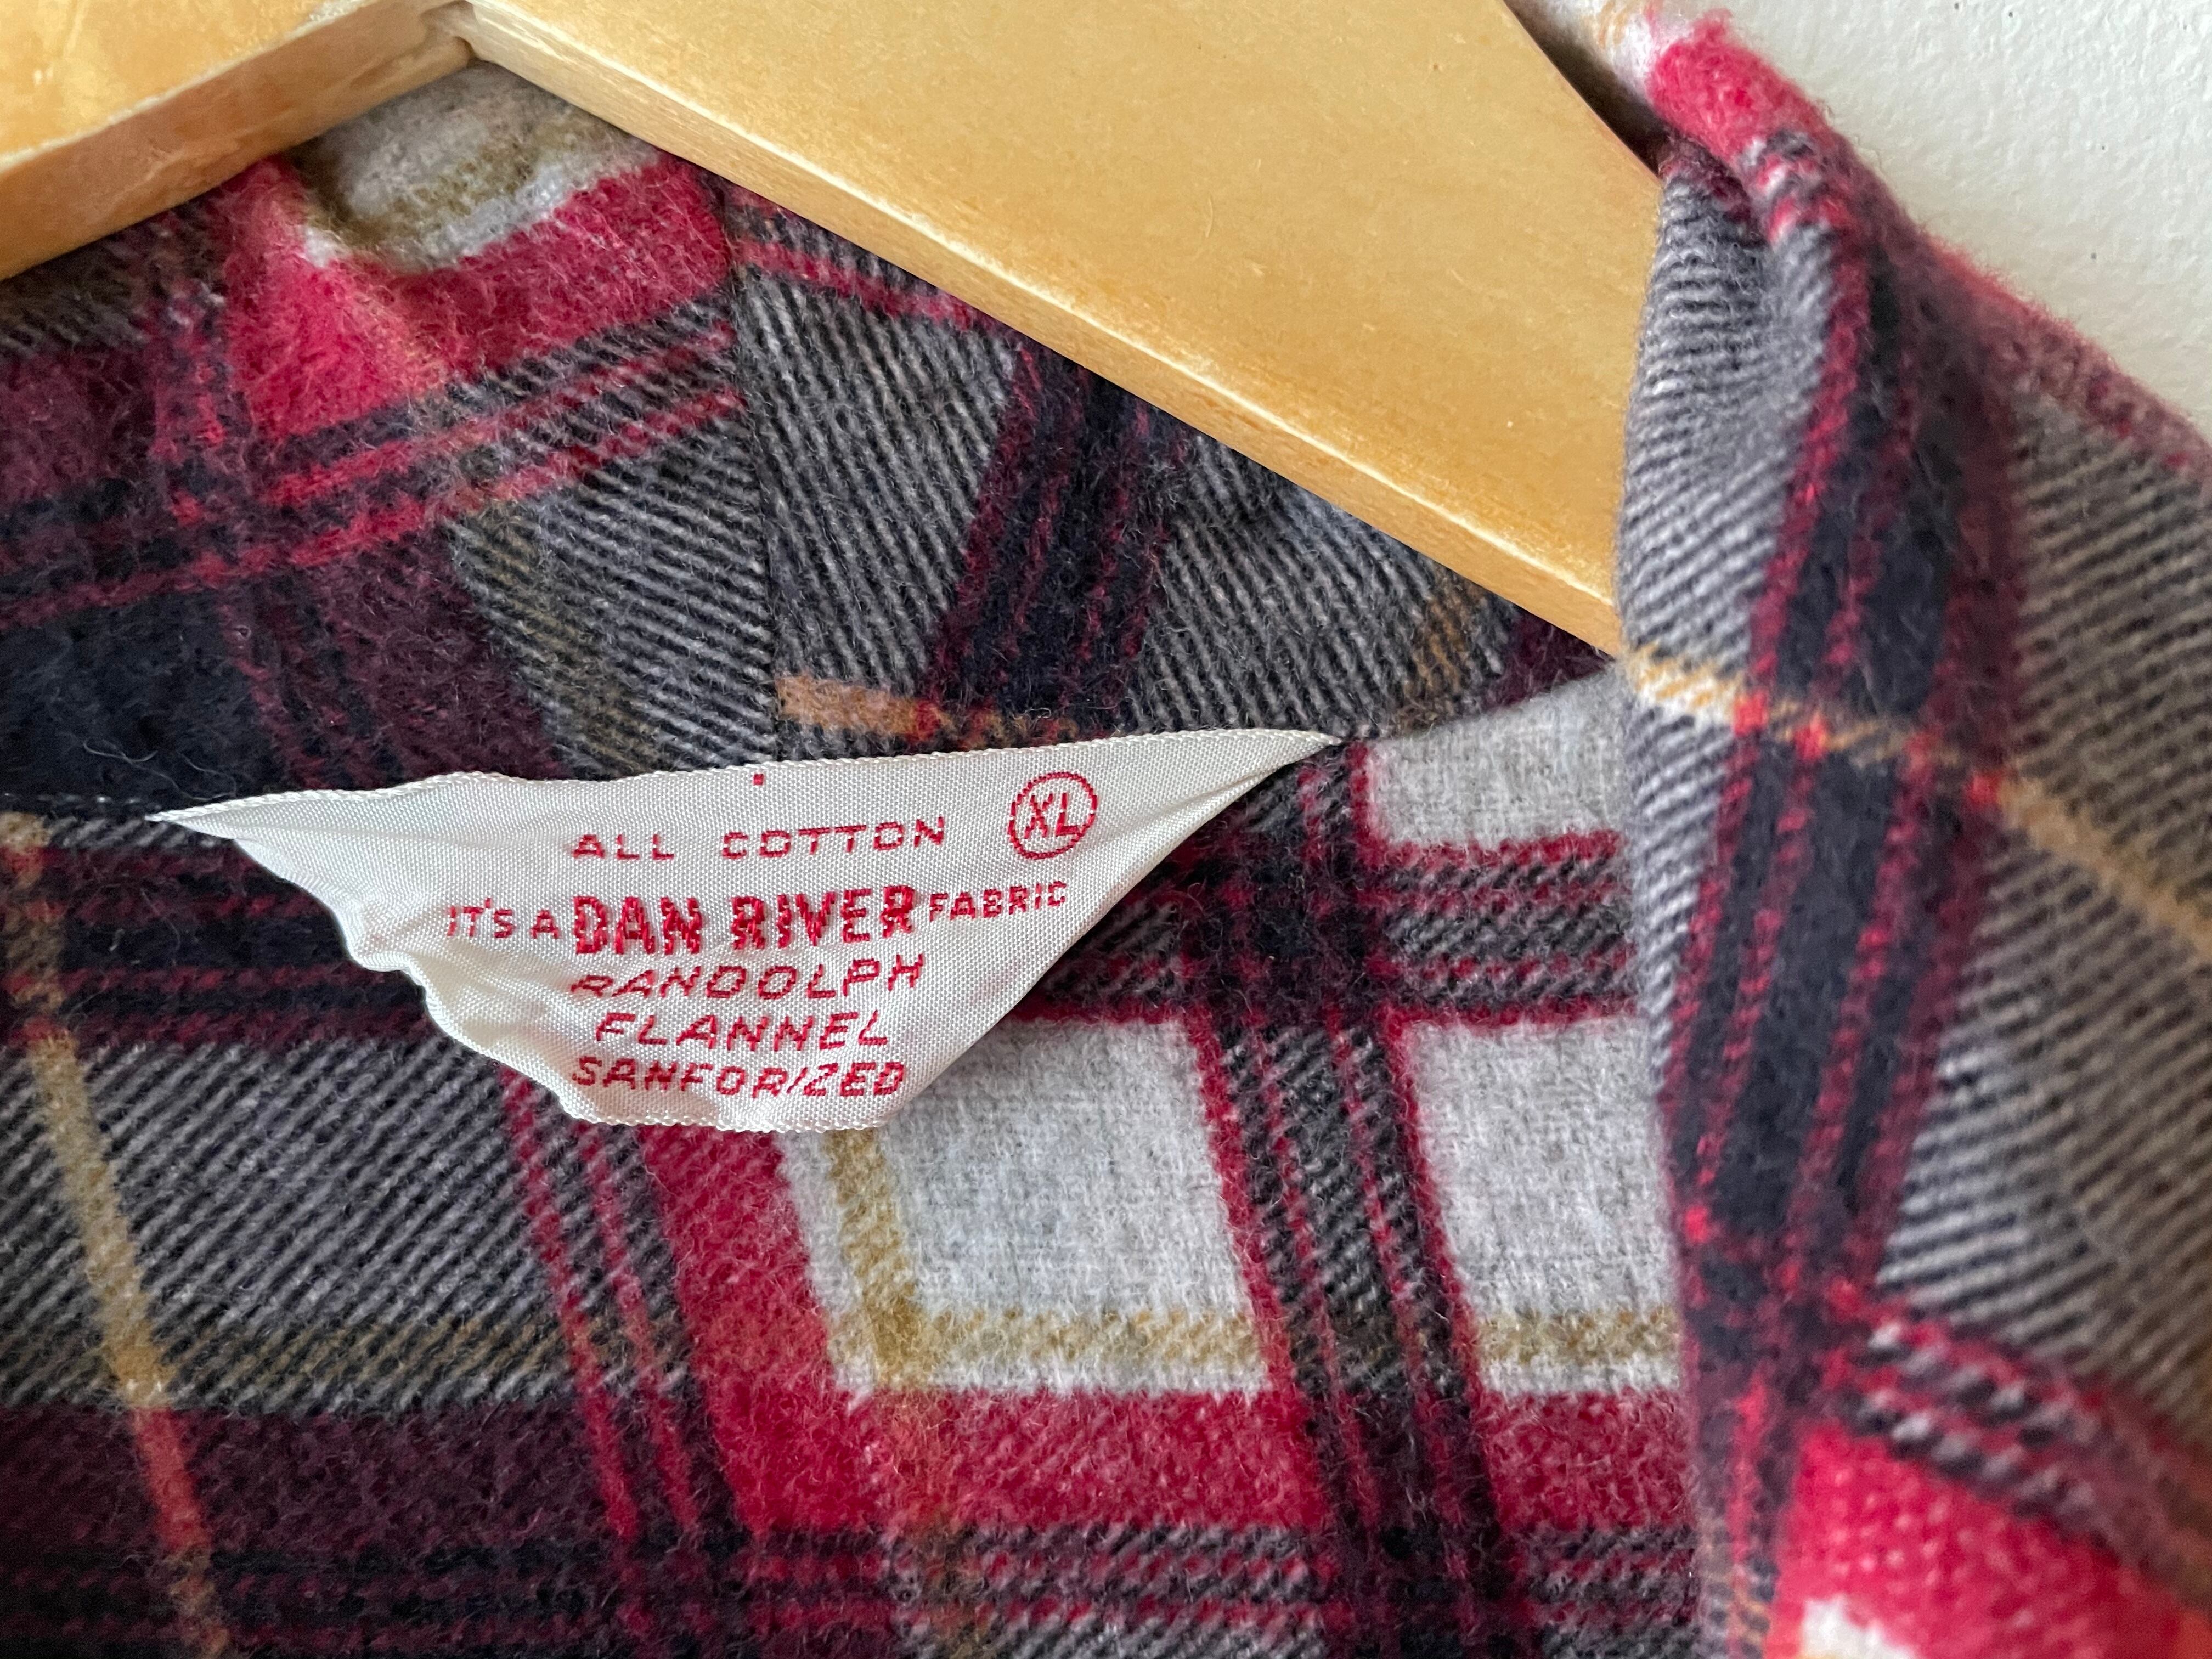 ALL COTTON XL
IT'S A DAN RIVER FABRIC
RANDOLPH
FLANNEL
SANFORIZED